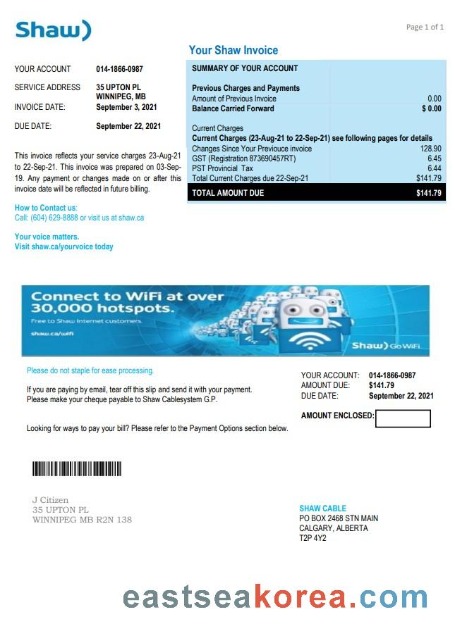 Shaw)
Page 1 of 1
Your Shaw Invoice
YOUR ACCOUNT 014-1866-0987
SERVICE ADDRESS 35 UPTON PL
WINNIPEG, MB
INVOICE DATE: September 3, 2021
DUE DATE: September 22, 2021
This invoice reflects your service charges 23-Aug-21
to 22-Sep-21. This invoice was prepared on 03-Sep-
19. Any payment or changes made on or after this
invoice date will be reflected in future billing.
How to Contact us:
Call: (604) 629-8888 or visit us at shaw.ca
Your voice matters.
Visit shaw.ca/yourvoice today
SUMMARY OF YOUR ACCOUNT
Previous Charges and Payments
Amount of Previous Invoice 0.00
Balance Carried Forward $ 0.00
Current Charges
Current Charges (23-Aug-21 to 22-Sep-21) see following pages for details
Changes Since Your Previouce invoice 128.90
GST (Registration 873690457RT) 6.45
PST Provincial Tax 6.44
Total Current Charges due 22-Sep-21 $141.79
TOTAL AMOUNT DUE $141.79
Connect to WiFi at over
30,000 hotspots.
Free to Shaw Internet customers.
shaw.ca/wifi
Shaw) Go WiFi
Please do not staple for ease processing.
If you are paying by email, tear off this slip and send it with your payment.
Please make your cheque payable to Shaw Cablesystem G.P.
Looking for ways to pay your bill? Please refer to the Payment Options section below.
YOUR ACCOUNT: 014-1866-0987
AMOUNT DUE: $141.79
DUE DATE: September 22, 2021
AMOUNT ENCLOSED:
J Citizen
35 UPTON PL
WINNIPEG MB R2N 138
SHAW CABLE
PO BOX 2468 STN MAIN
CALGARY, ALBERTA
T2P 4Y2
eastseakorea.com